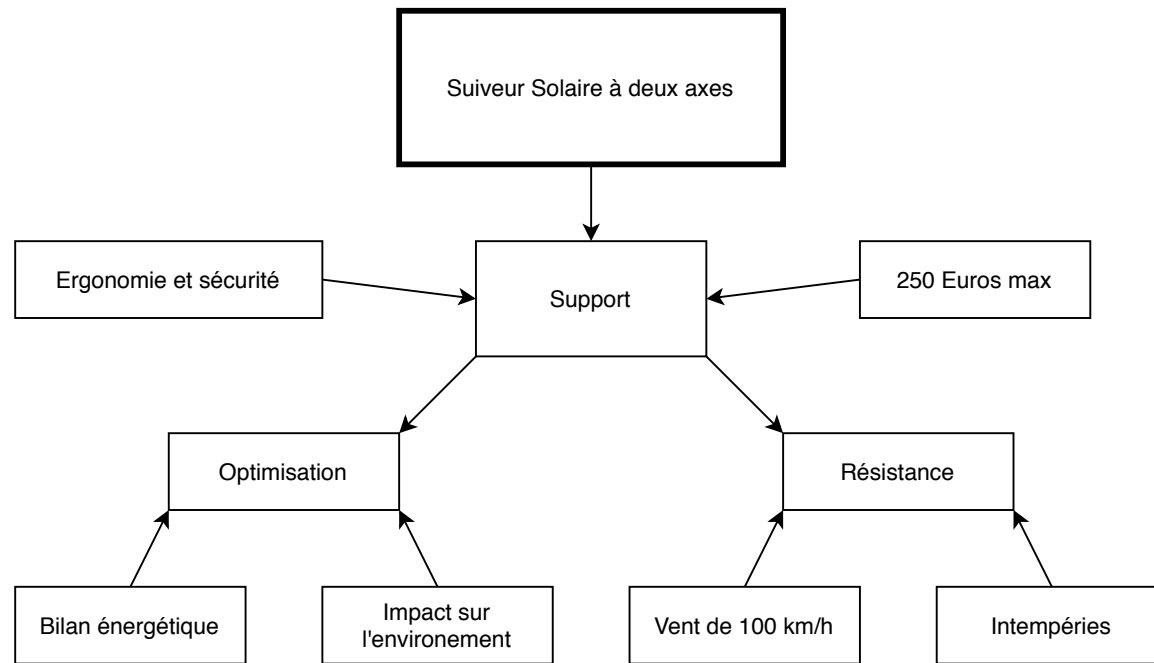 Suiveur Solaire à deux axes
Ergonomie et sécurité
Support
250 Euros max
Optimisation
Résistance
Bilan énergétique
Impact sur
l'environement
Vent de 100 km/h
Intempéries